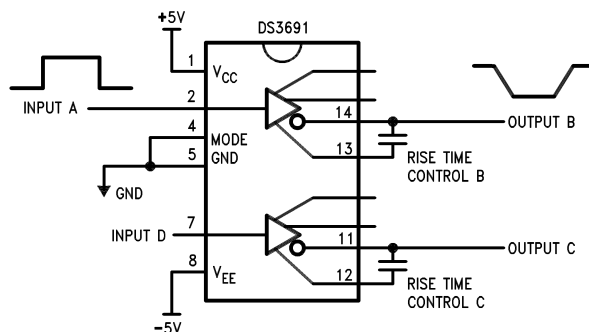 +5V
DS3691
1
VCC
INPUT A
2
14
OUTPUT B
4
MODE
5
GND
13
RISE TIME
CONTROL B
GND
INPUT D
7
11
OUTPUT C
8
VEE
12
RISE TIME
CONTROL C
-5V